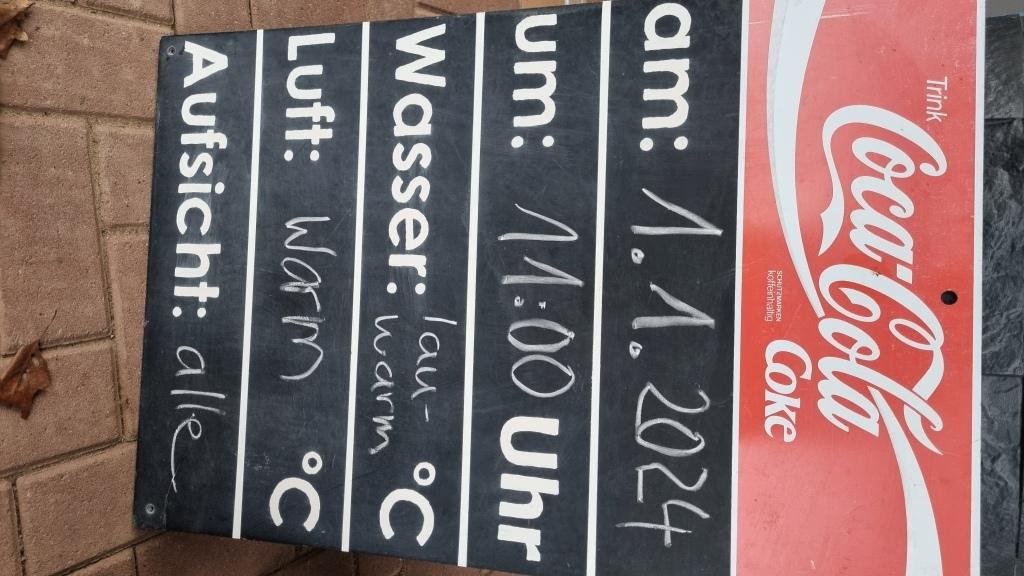 Trink
Coca-Cola
SCHUTZMARKEN
koffeinhaltig
Coke
am: 1.1.2024
um: 11:00 Uhr
Wasser: lau-
warm °C
Luft: warm °C
Aufsicht: alle